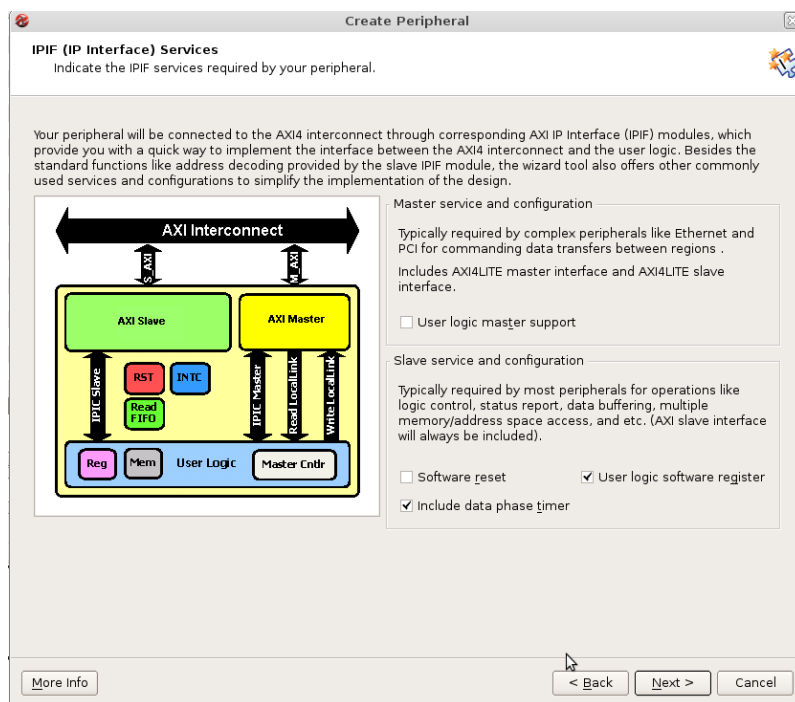 Create Peripheral
IPIF (IP Interface) Services
Indicate the IPIF services required by your peripheral.
Your peripheral will be connected to the AXI4 interconnect through corresponding AXI IP Interface (IPIF) modules, which
provide you with a quick way to implement the interface between the AXI4 interconnect and the user logic. Besides the
standard functions like address decoding provided by the slave IPIF module, the wizard tool also offers other commonly
used services and configurations to simplify the implementation of the design.
AXI Interconnect
S_AXI
M_AXI
AXI Slave
AXI Master
IPIC Slave
RST
INTC
Read
FIFO
IPIC Master
Read LocalLink
Write LocalLink
Reg
Mem
User Logic
Master Cntlr
Master service and configuration
Typically required by complex peripherals like Ethernet and
PCI for commanding data transfers between regions .
Includes AXI4LITE master interface and AXI4LITE slave
interface.
User logic master support
Slave service and configuration
Typically required by most peripherals for operations like
logic control, status report, data buffering, multiple
memory/address space access, and etc. (AXI slave interface
will always be included).
Software reset
User logic software register
Include data phase timer
More Info
< Back
Next >
Cancel